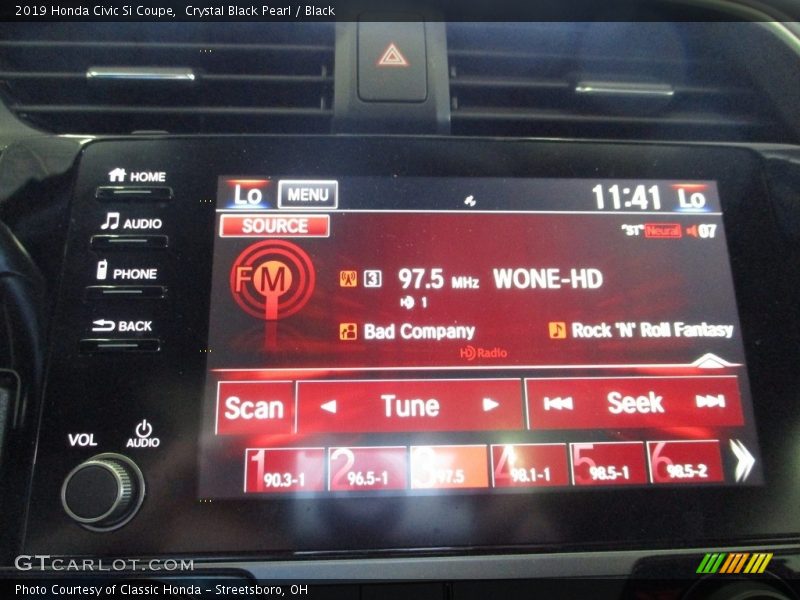 2019 Honda Civic Si Coupe,  Crystal Black Pearl / Black
HOME
AUDIO
PHONE
BACK
VOL
AUDIO
Lo
MENU
11:41
Lo
SOURCE
Neural
07
FM
3
97.5 MHz
WONE-HD
1
Bad Company
Rock 'N' Roll Fantasy
HD Radio
Scan
Tune
Seek
1 90.3-1
2 96.5-1
3 97.5
4 98.1-1
5 98.5-1
6 98.5-2
GTCARLOT.COM
Photo Courtesy of Classic Honda - Streetsboro, OH